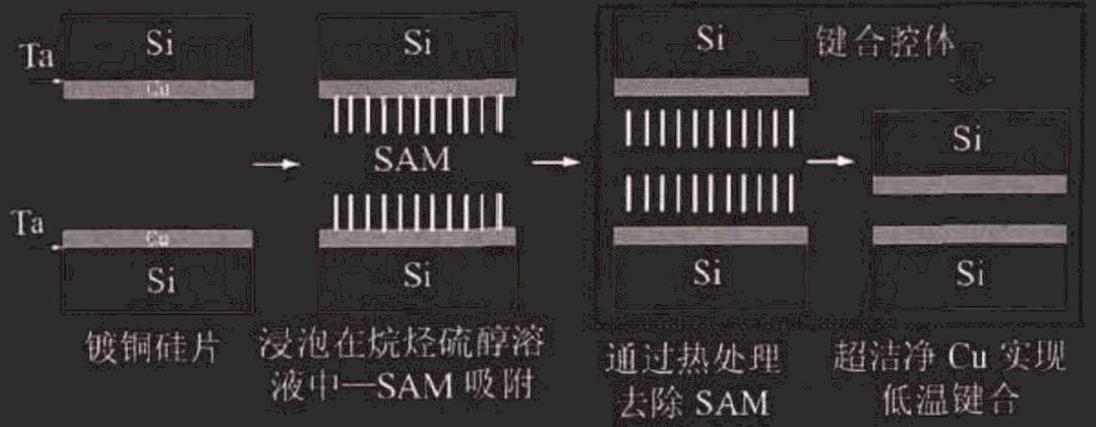 Si
Ta
Cu
Ta
Cu
Si
镀铜硅片
Si
SAM
Si
浸泡在烷烃硫醇溶
液中—SAM 吸附
Si
Si
通过热处理
去除 SAM
键合腔体
Si
Si
超洁净 Cu 实现
低温键合